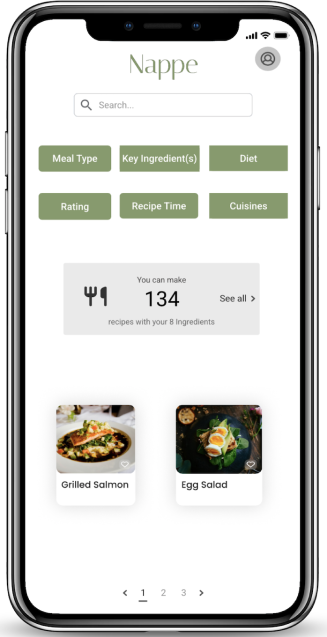 Nappe
Search...
Meal Type Key Ingredient(s) Diet
Rating Recipe Time Cuisines
You can make
134
See all >
recipes with your 8 Ingredients
Grilled Salmon Egg Salad
< 1 2 3 >